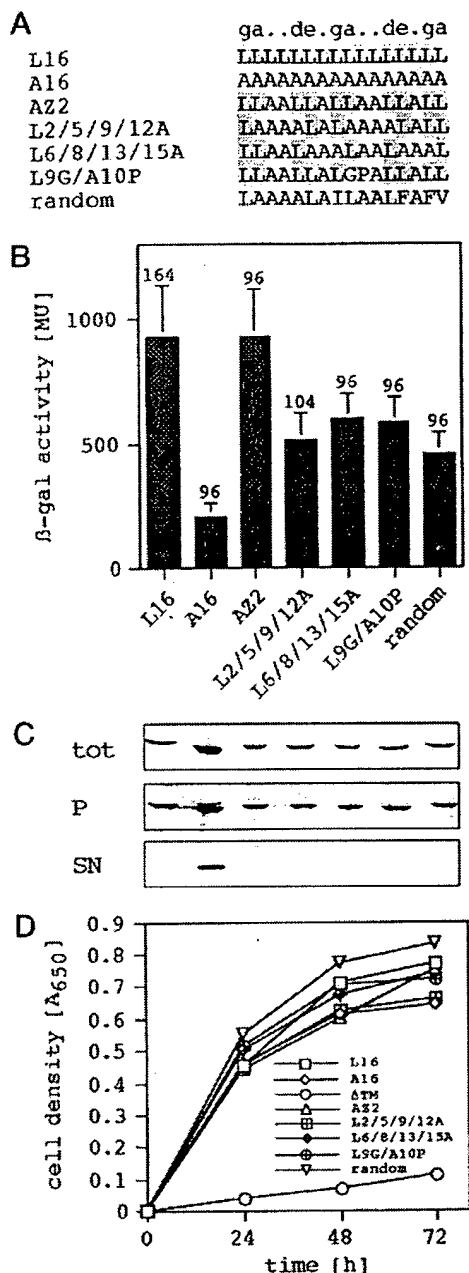 A
ga..de.ga..de.ga
L16 LLLLLLLLLLLLLLLL
A16 AAAAAAAAAAAAAAAA
AZ2 LLAALLALLAALLALL
L2/5/9/12A LAAAALALAAAALALL
L6/8/13/15A LLAALAAALAALAAAL
L9G/A10P LLAALLALGPALLALL
random LAAAALAILAALFAFV
B
ß-gal activity [MU]
1000
500
0
164
96
96
104
96
96
96
L16
A16
AZ2
L2/5/9/12A
L6/8/13/15A
L9G/A10P
random
C
tot
P
SN
D
cell density [A650]
0.9
0.8
0.7
0.6
0.5
0.4
0.3
0.2
0.1
0
L16
A16
ΔTM
AZ2
L2/5/9/12A
L6/8/13/15A
L9G/A10P
random
0 24 48 72
time [h]